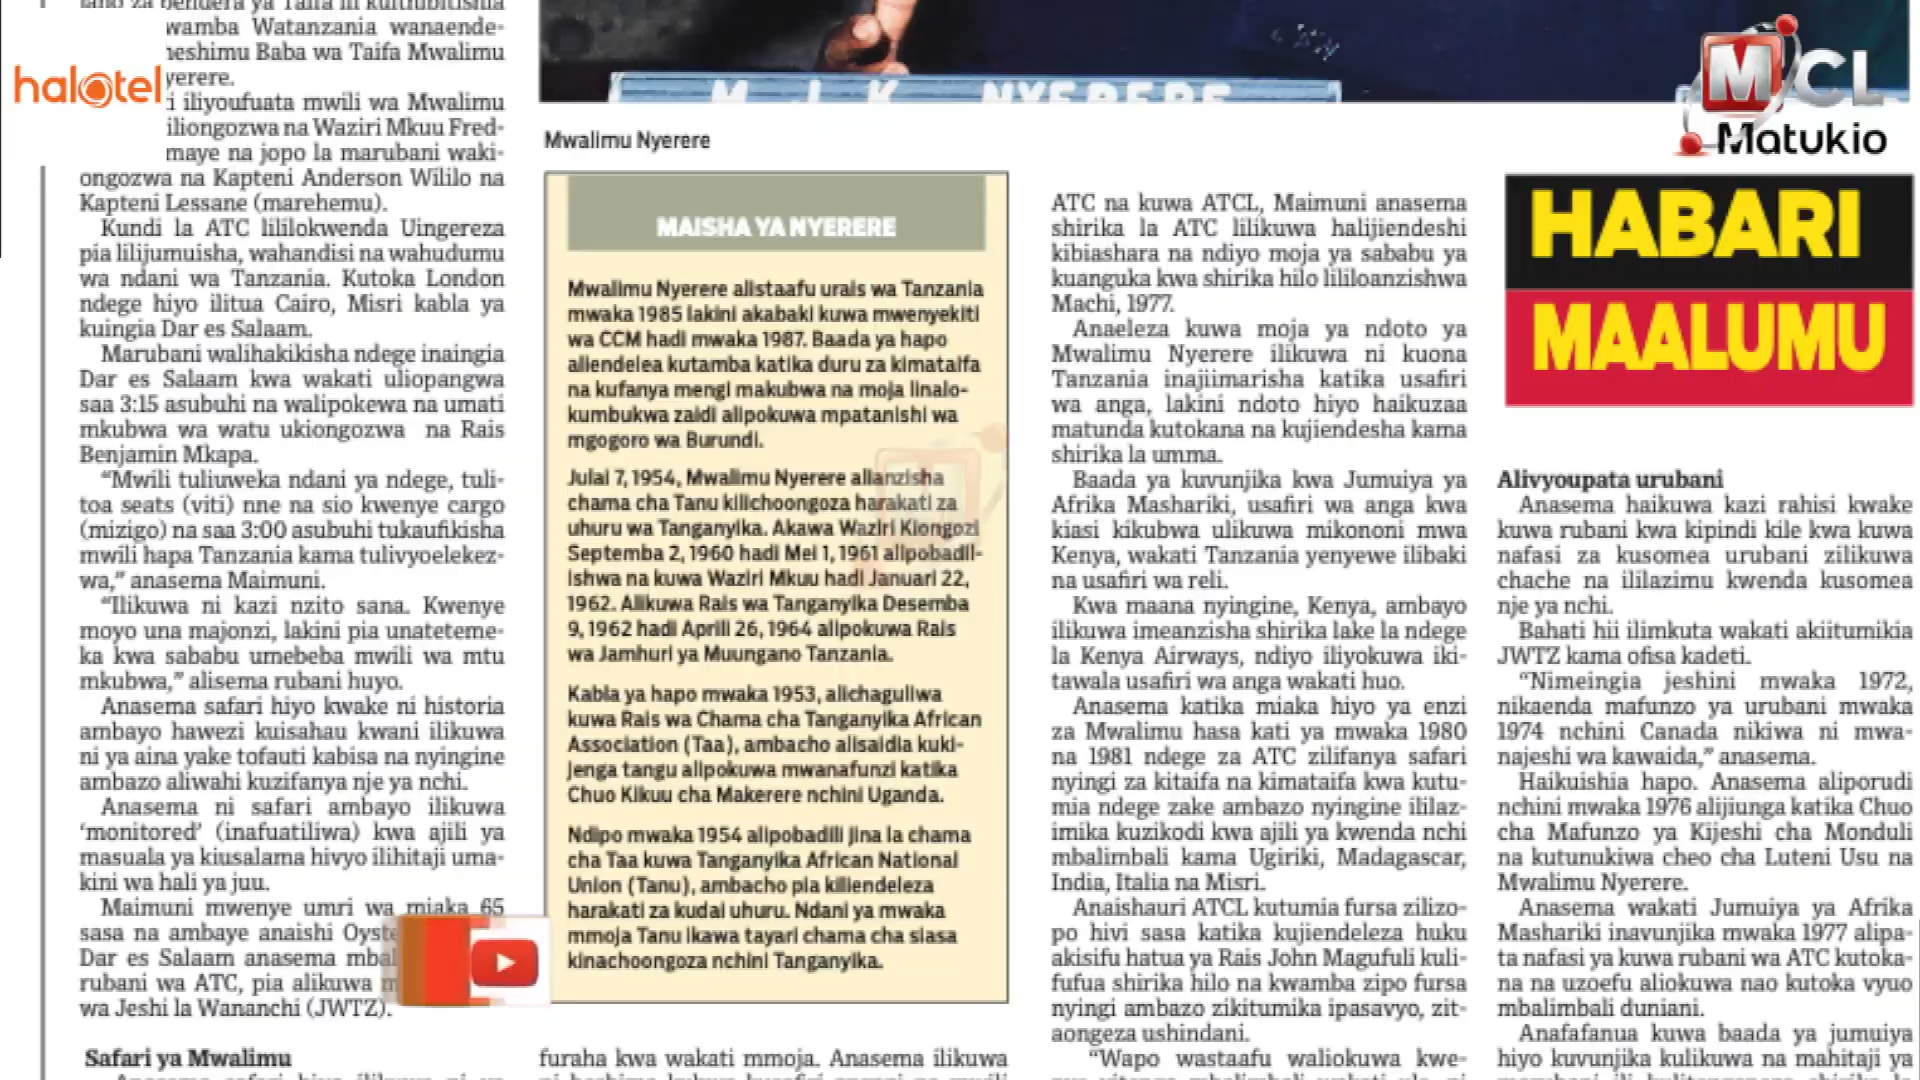 wamba Watanzania wanaende-
neshimu Baba wa Taifa Mwalimu
yerere.
i iliyoufuata mwili wa Mwalimu
iliongozwa na Waziri Mkuu Fred-
maye na jopo la marubani waki-
ongozwa na Kapteni Anderson Wililo na
Kapteni Lessane (marehemu).
Kundi la ATC lililokwenda Uingereza
pia lilijumuisha, wahandisi na wahudumu
wa ndani wa Tanzania. Kutoka London
ndege hiyo ilitua Cairo, Misri kabla ya
kuingia Dar es Salaam.
Marubani walihakikisha ndege inaingia
Dar es Salaam kwa wakati uliopangwa
saa 3:15 asubuhi na walipokewa na umati
mkubwa wa watu ukiongozwa na Rais
Benjamin Mkapa.
“Mwili tuliuweka ndani ya ndege, tuli-
toa seats (viti) nne na sio kwenye cargo
(mizigo) na saa 3:00 asubuhi tukaufikisha
mwili hapa Tanzania kama tulivyoelekez-
wa,” anasema Maimuni.
“Ilikuwa ni kazi nzito sana. Kwenye
moyo una majonzi, lakini pia unateteme-
ka kwa sababu umebeba mwili wa mtu
mkubwa,” alisema rubani huyo.
Anasema safari hiyo kwake ni historia
ambayo hawezi kuisahau kwani ilikuwa
ni ya aina yake tofauti kabisa na nyingine
ambazo aliwahi kuzifanya nje ya nchi.
Anasema ni safari ambayo ilikuwa
‘monitored’ (inafuatiliwa) kwa ajili ya
masuala ya kiusalama hivyo ilihitaji uma-
kini wa hali ya juu.
Maimuni mwenye umri wa miaka 65
sasa na ambaye anaishi Oyste
Dar es Salaam anasema mbal
rubani wa ATC, pia alikuwa m
wa Jeshi la Wananchi (JWTZ).
Safari ya Mwalimu
halotel
M J K NYERERE
Mwalimu Nyerere
MAISHA YA NYERERE
Mwalimu Nyerere alistaafu urais wa Tanzania
mwaka 1985 lakini akabaki kuwa mwenyekiti
wa CCM hadi mwaka 1987. Baada ya hapo
aliendelea kutamba katika duru za kimataifa
na kufanya mengi makubwa na moja linalo-
kumbukwa zaidi alipokuwa mpatanishi wa
mgogoro wa Burundi.
Julai 7, 1954, Mwalimu Nyerere alianzisha
chama cha Tanu kilichoongoza harakati za
uhuru wa Tanganyika. Akawa Waziri Kiongozi
Septemba 2, 1960 hadi Mei 1, 1961 alipobadil-
ishwa na kuwa Waziri Mkuu hadi Januari 22,
1962. Alikuwa Rais wa Tanganyika Desemba
9, 1962 hadi Aprili 26, 1964 alipokuwa Rais
wa Jamhuri ya Muungano Tanzania.
Kabla ya hapo mwaka 1953, alichaguliwa
kuwa Rais wa Chama cha Tanganyika African
Association (Taa), ambacho alisaidia kuki-
jenga tangu alipokuwa mwanafunzi katika
Chuo Kikuu cha Makerere nchini Uganda.
Ndipo mwaka 1954 alipobadili jina la chama
cha Taa kuwa Tanganyika African National
Union (Tanu), ambacho pia kiliendeleza
harakati za kudai uhuru. Ndani ya mwaka
mmoja Tanu ikawa tayari chama cha siasa
kinachoongoza nchini Tanganyika.
furaha kwa wakati mmoja. Anasema ilikuwa
ATC na kuwa ATCL, Maimuni anasema
shirika la ATC lilikuwa halijiendeshi
kibiashara na ndiyo moja ya sababu ya
kuanguka kwa shirika hilo lililoanzishwa
Machi, 1977.
Anaeleza kuwa moja ya ndoto ya
Mwalimu Nyerere ilikuwa ni kuona
Tanzania inajiimarisha katika usafiri
wa anga, lakini ndoto hiyo haikuzaa
matunda kutokana na kujiendesha kama
shirika la umma.
Baada ya kuvunjika kwa Jumuiya ya
Afrika Mashariki, usafiri wa anga kwa
kiasi kikubwa ulikuwa mikononi mwa
Kenya, wakati Tanzania yenyewe ilibaki
na usafiri wa reli.
Kwa maana nyingine, Kenya, ambayo
ilikuwa imeanzisha shirika lake la ndege
la Kenya Airways, ndiyo iliyokuwa iki-
tawala usafiri wa anga wakati huo.
Anasema katika miaka hiyo ya enzi
za Mwalimu hasa kati ya mwaka 1980
na 1981 ndege za ATC zilifanya safari
nyingi za kitaifa na kimataifa kwa kutu-
mia ndege zake ambazo nyingine ililaz-
imika kuzikodi kwa ajili ya kwenda nchi
mbalimbali kama Ugiriki, Madagascar,
India, Italia na Misri.
Anaishauri ATCL kutumia fursa zilizo-
po hivi sasa katika kujiendeleza huku
akisifu hatua ya Rais John Magufuli kuli-
fufua shirika hilo na kwamba zipo fursa
nyingi ambazo zikitumika ipasavyo, zit-
aongeza ushindani.
“Wapo wastaafu waliokuwa kwe-
MCL
Matukio
HABARI
MAALUMU
Alivyoupata urubani
Anasema haikuwa kazi rahisi kwake
kuwa rubani kwa kipindi kile kwa kuwa
nafasi za kusomea urubani zilikuwa
chache na ililazimu kwenda kusomea
nje ya nchi.
Bahati hii ilimkuta wakati akiitumikia
JWTZ kama ofisa kadeti.
“Nimeingia jeshini mwaka 1972,
nikaenda mafunzo ya urubani mwaka
1974 nchini Canada nikiwa ni mwa-
najeshi wa kawaida,” anasema.
Haikuishia hapo. Anasema aliporudi
nchini mwaka 1976 alijiunga katika Chuo
cha Mafunzo ya Kijeshi cha Monduli
na kutunukiwa cheo cha Luteni Usu na
Mwalimu Nyerere.
Anasema wakati Jumuiya ya Afrika
Mashariki inavunjika mwaka 1977 alipa-
ta nafasi ya kuwa rubani wa ATC kutoka-
na na uzoefu aliokuwa nao kutoka vyuo
mbalimbali duniani.
Anafafanua kuwa baada ya jumuiya
hiyo kuvunjika kulikuwa na mahitaji ya